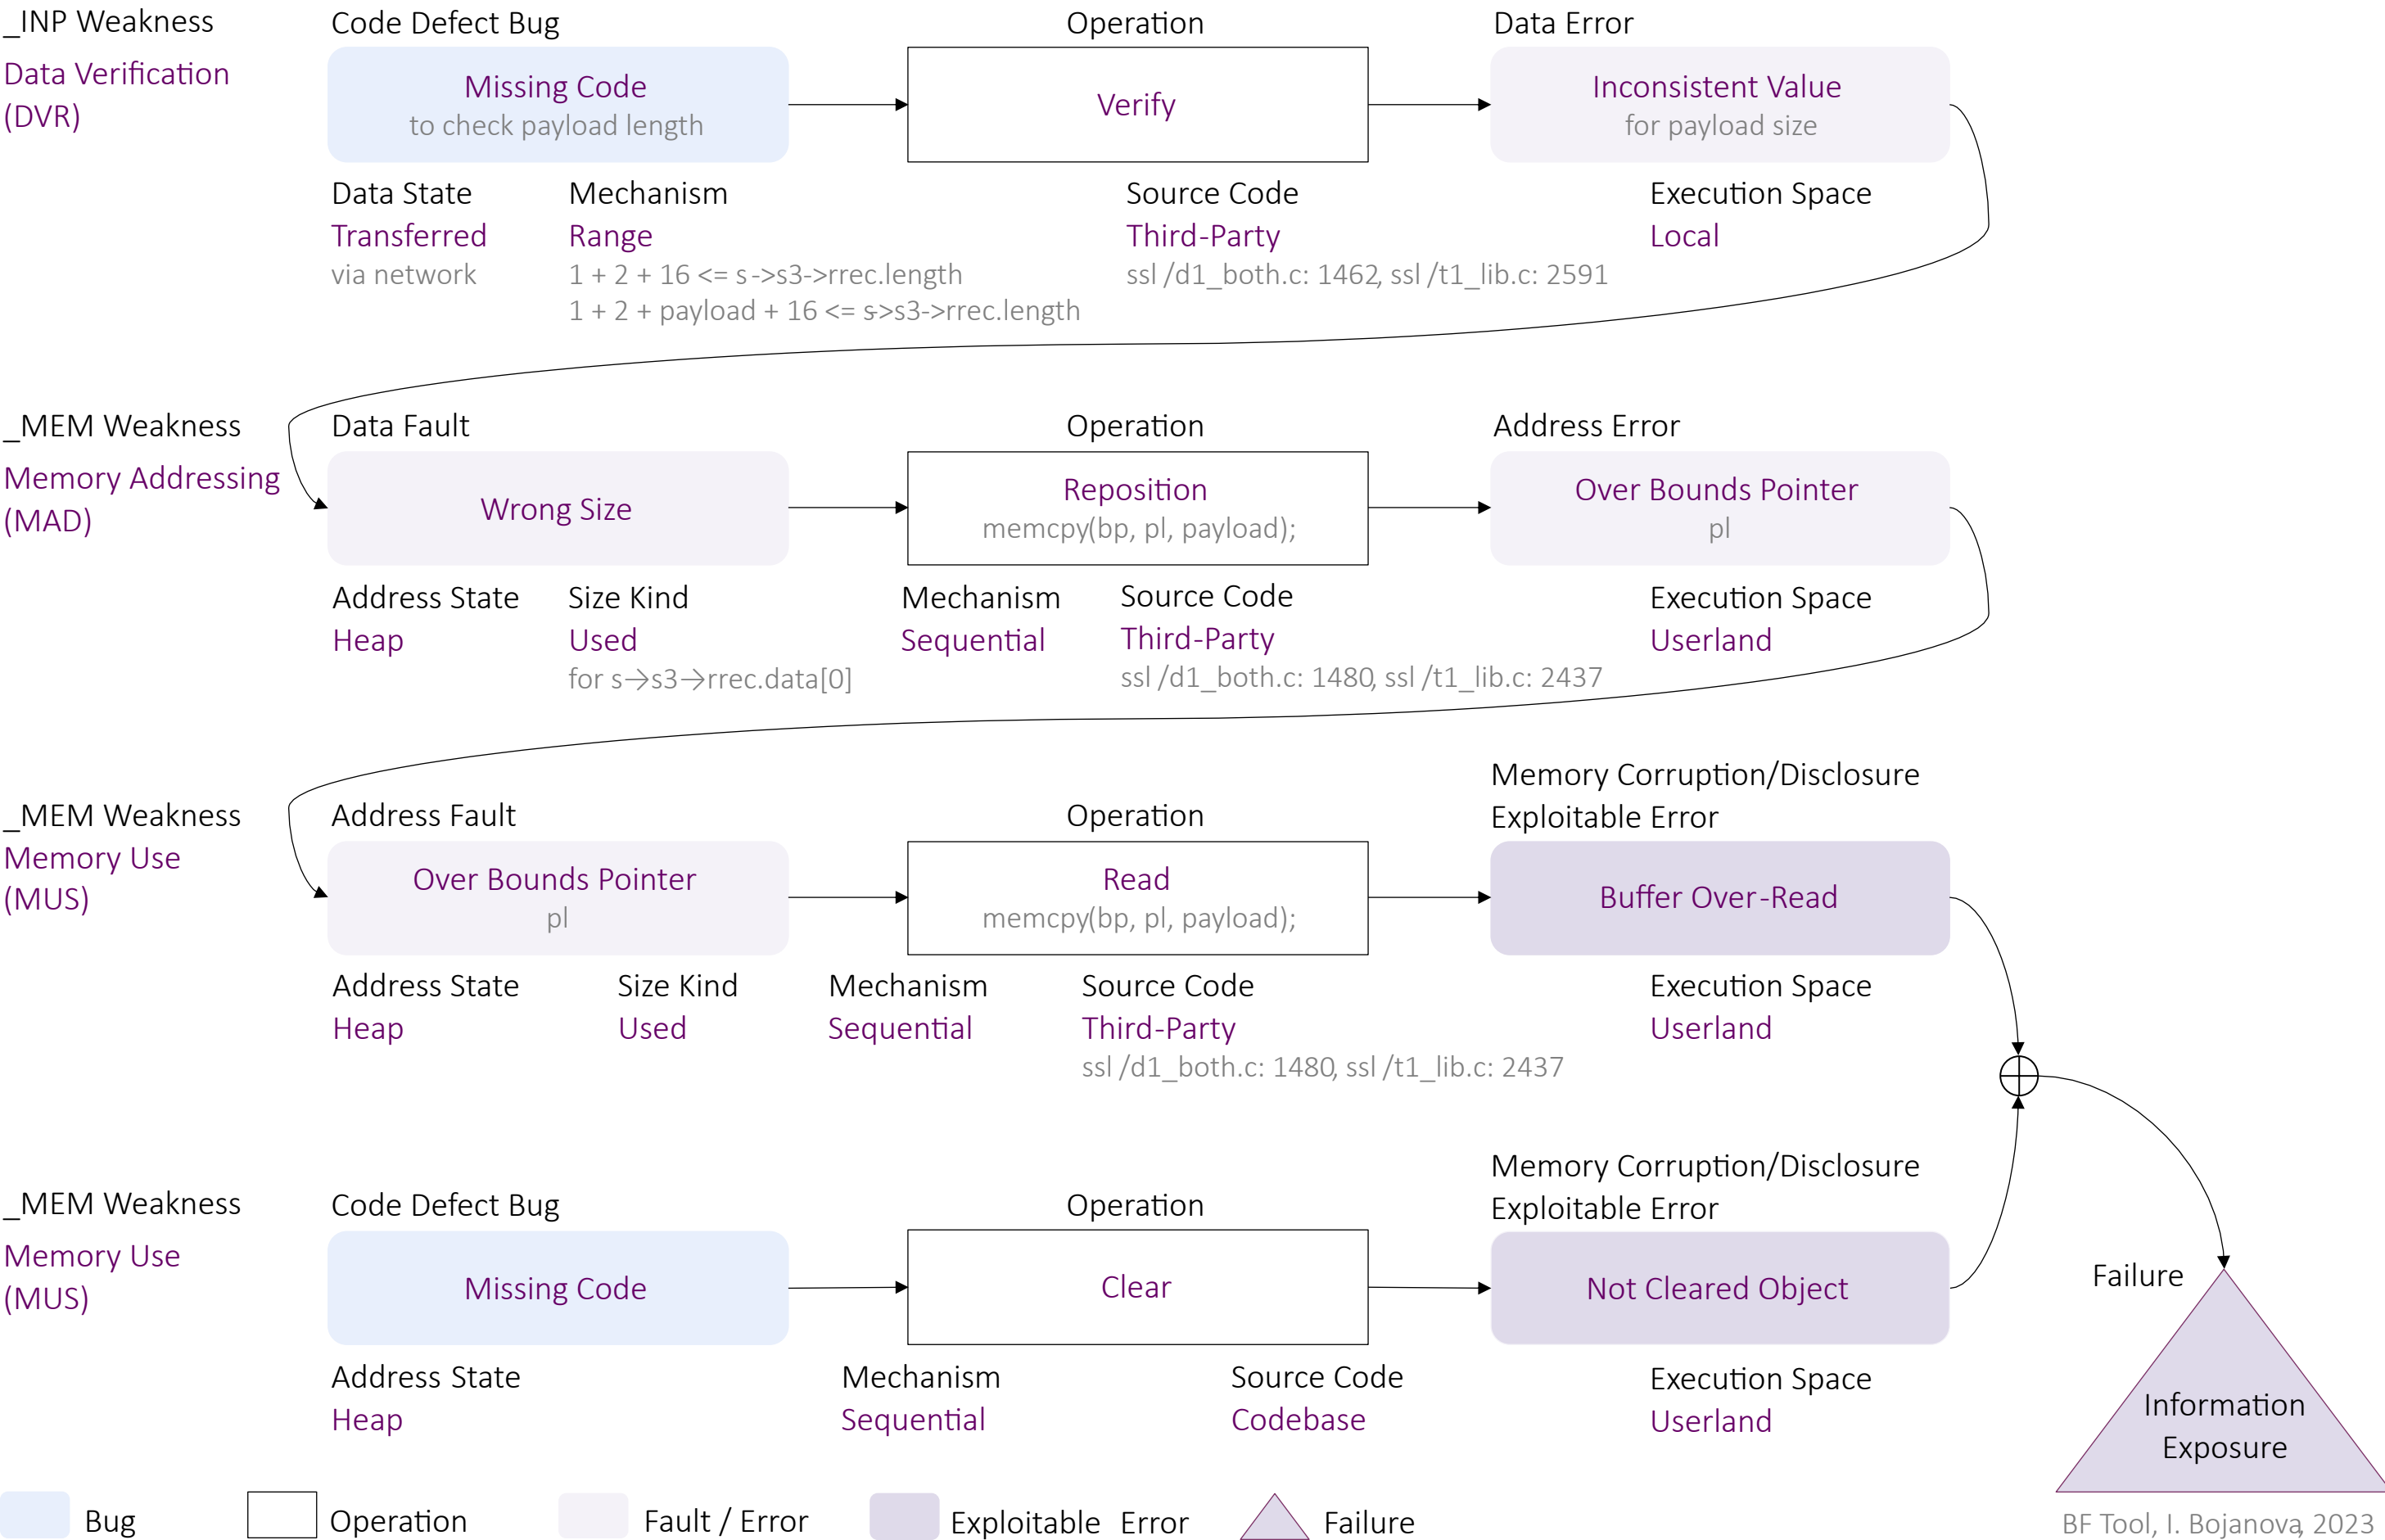 _INP Weakness
Code Defect Bug
Operation
Data Error
Data Verification
(DVR)
Missing Code
to check payload length
Verify
Inconsistent Value
for payload size
Data State
Mechanism
Source Code
Execution Space
Transferred
Range
Third-Party
Local
via network
1 + 2 + 16 <= s->s3->rrec.length
ssl/d1_both.c: 1462, ssl/t1_lib.c: 2591
1 + 2 + payload + 16 <= s->s3->rrec.length
_MEM Weakness
Data Fault
Operation
Address Error
Memory Addressing
(MAD)
Wrong Size
Reposition
memcpy(bp, pl, payload);
Over Bounds Pointer
pl
Address State
Size Kind
Mechanism
Source Code
Execution Space
Heap
Used
Sequential
Third-Party
Userland
for s→s3→rrec.data[0]
ssl/d1_both.c: 1480, ssl/t1_lib.c: 2437
_MEM Weakness
Address Fault
Operation
Memory Corruption/Disclosure
Exploitable Error
Memory Use
(MUS)
Over Bounds Pointer
pl
Read
memcpy(bp, pl, payload);
Buffer Over-Read
Address State
Size Kind
Mechanism
Source Code
Execution Space
Heap
Used
Sequential
Third-Party
Userland
ssl/d1_both.c: 1480, ssl/t1_lib.c: 2437
_MEM Weakness
Code Defect Bug
Operation
Memory Corruption/Disclosure
Exploitable Error
Memory Use
(MUS)
Missing Code
Clear
Not Cleared Object
Address State
Mechanism
Source Code
Execution Space
Heap
Sequential
Codebase
Userland
Failure
Information
Exposure
Bug
Operation
Fault / Error
Exploitable Error
Failure
BF Tool, I. Bojanova, 2023